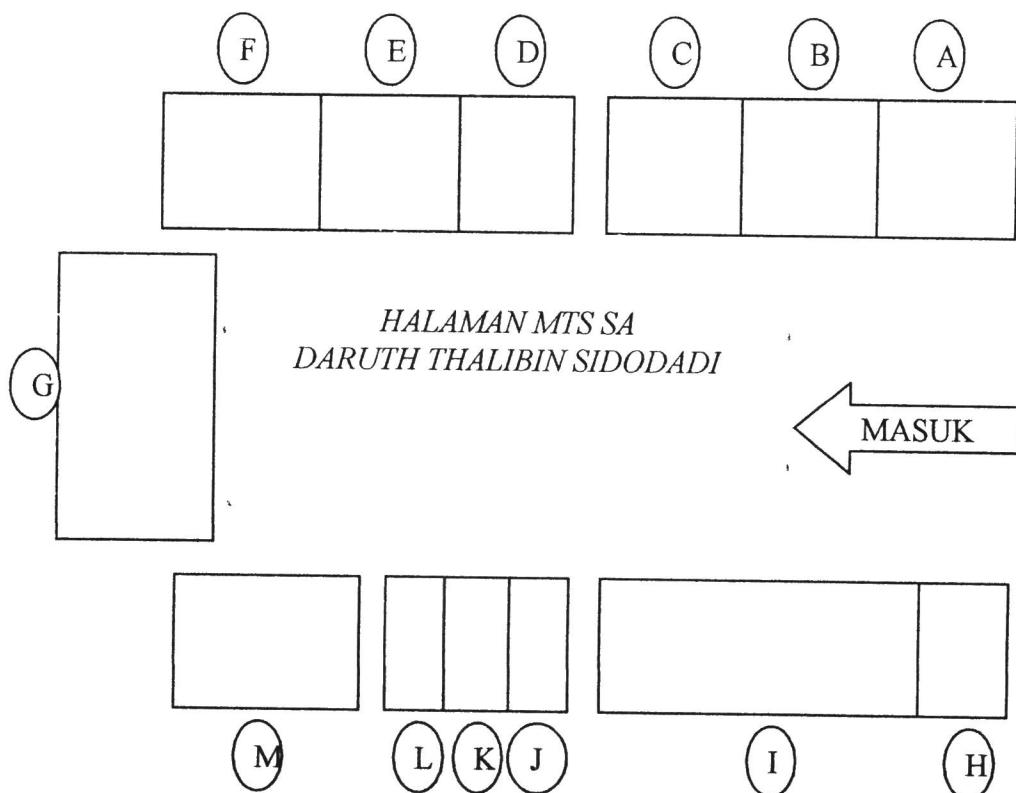 F E D C B A
HALAMAN MTS SA
DARUTH THALIBIN SIDODADI
G
MASUK
M L K J I H